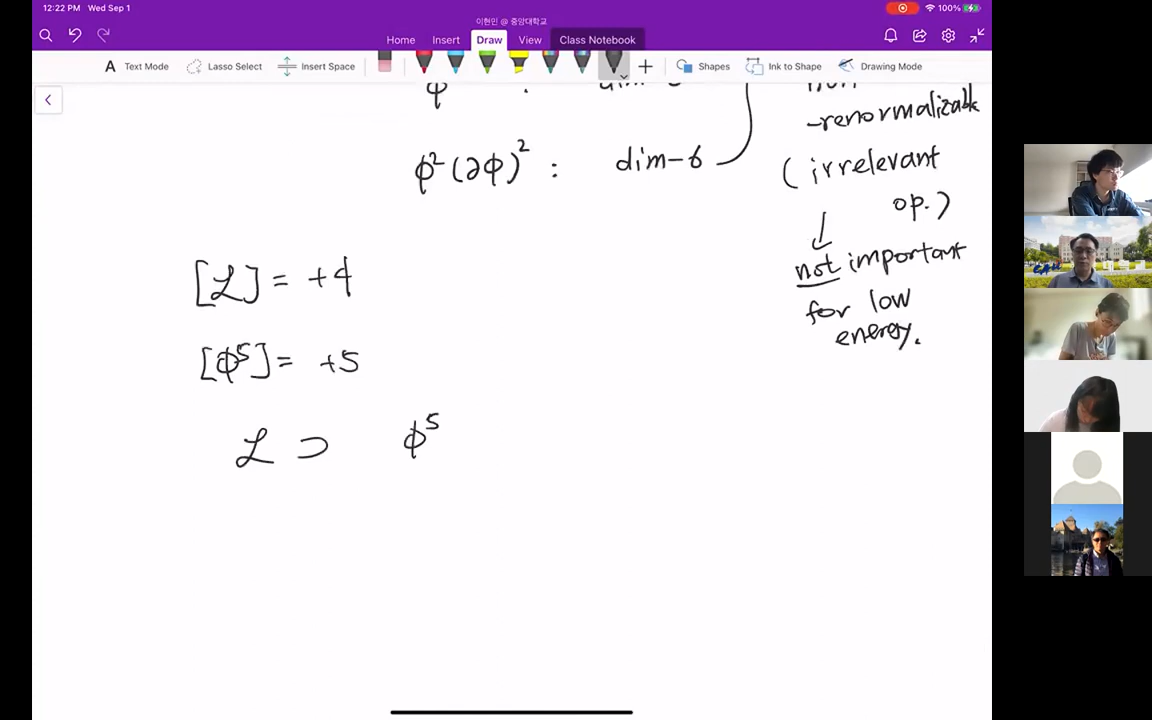 12:22 PM Wed Sep 1
100%
이현민 @ 중앙대학교
Home Insert Draw View Class Notebook
Text Mode Lasso Select Insert Space Shapes Ink to Shape Drawing Mode
-renormalizable
ϕ²(∂ϕ)² : dim-6
( irrelevant
op. )
↓
not important
for low
energy.
[ℒ] = +4
[ϕ⁵] = +5
ℒ ⊃ ϕ⁵